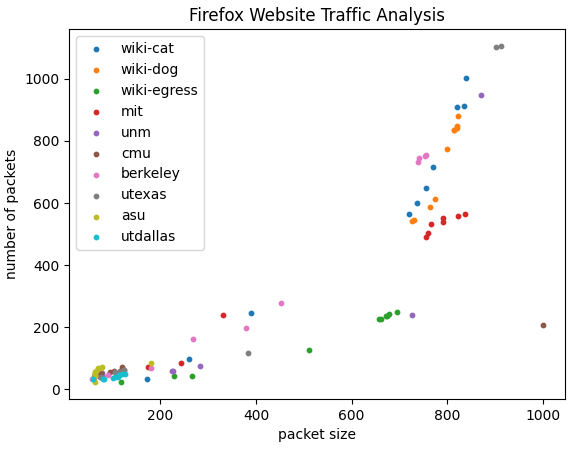 Firefox Website Traffic Analysis
wiki-cat
wiki-dog
wiki-egress
mit
unm
cmu
berkeley
utexas
asu
utdallas
number of packets
1000
800
600
400
200
0
200
400
600
800
1000
packet size